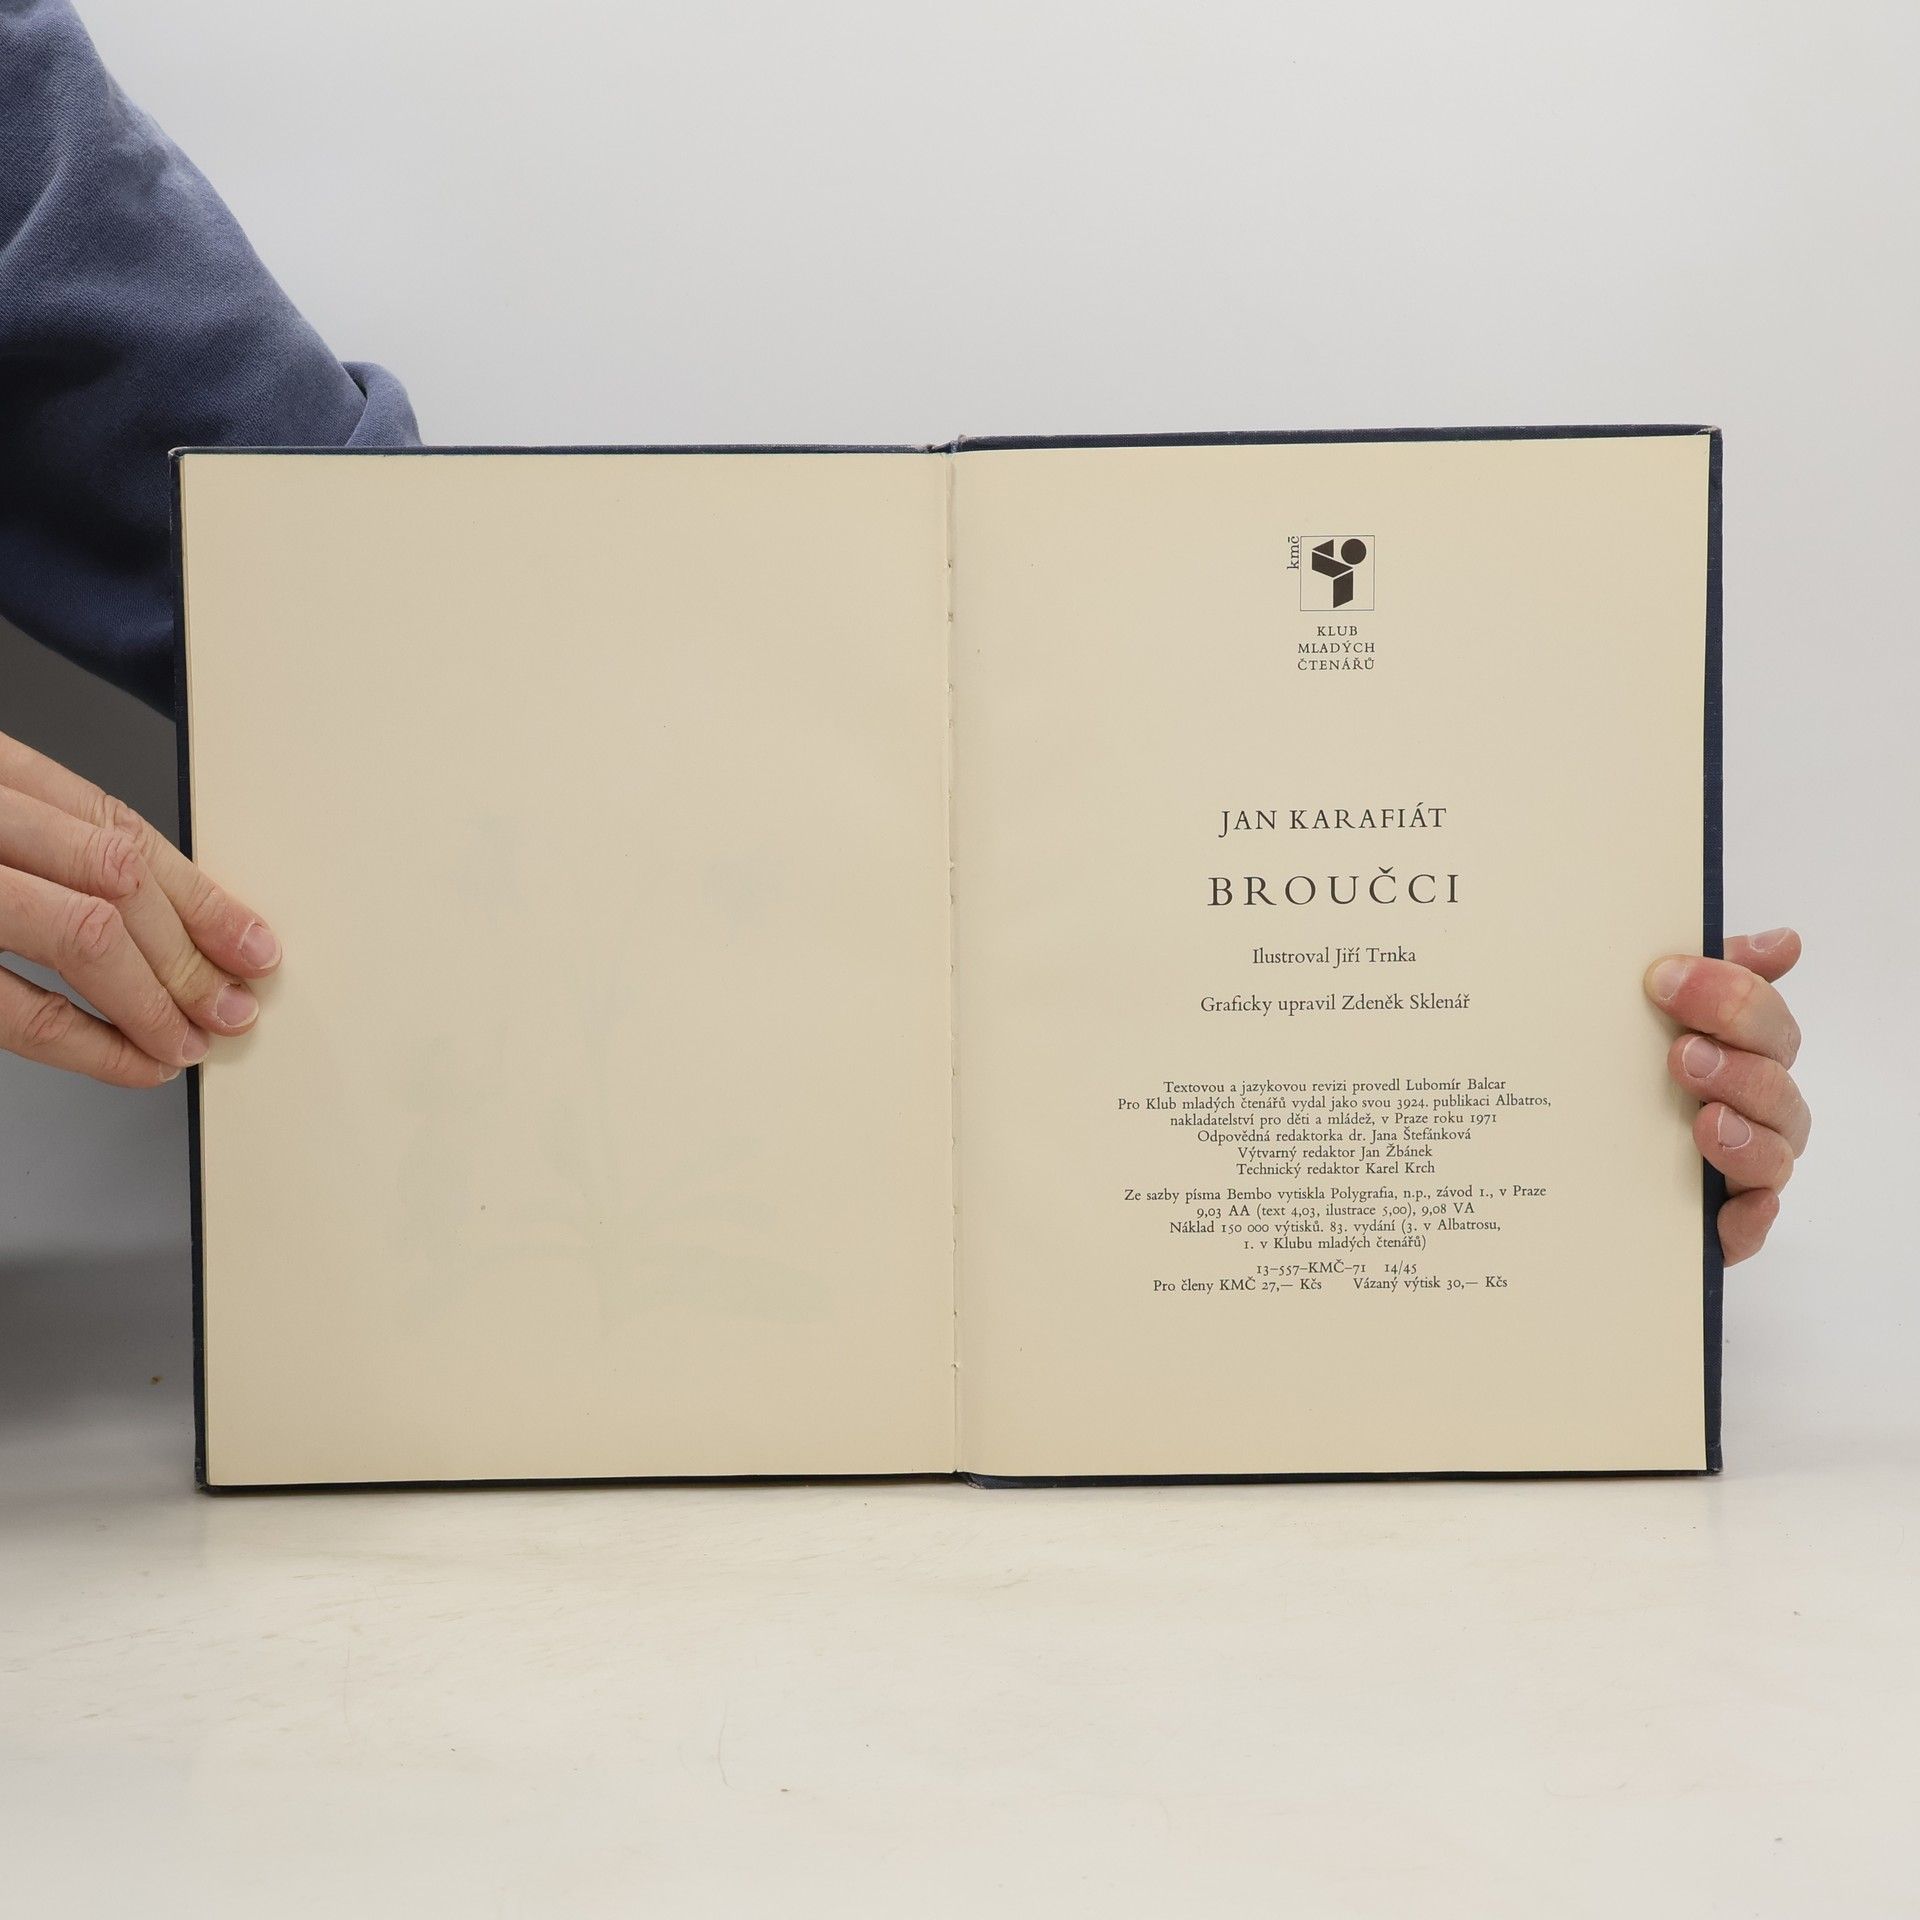 kmč
KLUB
MLADÝCH
ČTENÁŘŮ
JAN KARAFIÁT
BROUČCI
Ilustroval Jiří Trnka
Graficky upravil Zdeněk Sklenář
Textovou a jazykovou revizi provedl Lubomír Balcar
Pro Klub mladých čtenářů vydal jako svou 3924. publikaci Albatros,
nakladatelství pro děti a mládež, v Praze roku 1971
Odpovědná redaktorka dr. Jana Štefánková
Výtvarný redaktor Jan Žbánek
Technický redaktor Karel Krch
Ze sazby písma Bembo vytiskla Polygrafia, n.p., závod 1., v Praze
9,03 AA (text 4,03, ilustrace 5,00), 9,08 VA
Náklad 150 000 výtisků. 83. vydání (3. v Albatrosu,
1. v Klubu mladých čtenářů)
13–557–KMČ–71 14/45
Pro členy KMČ 27,— Kčs Vázaný výtisk 30,— Kčs